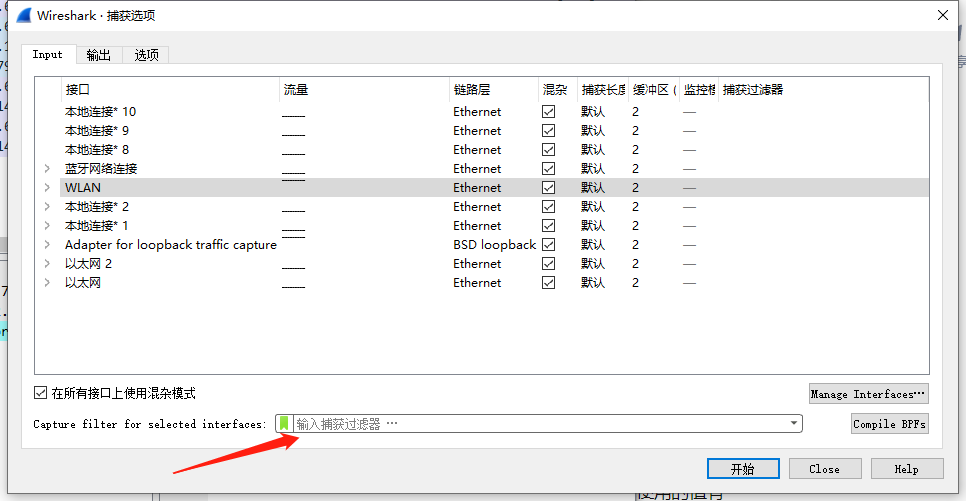 Wireshark · 捕获选项
Input 输出 选项
接口 流量 链路层 混杂 捕获长度 缓冲区 ( 监控模 捕获过滤器
本地连接* 10 Ethernet 默认 2 —
本地连接* 9 Ethernet 默认 2 —
本地连接* 8 Ethernet 默认 2 —
蓝牙网络连接 Ethernet 默认 2 —
WLAN Ethernet 默认 2 —
本地连接* 2 Ethernet 默认 2 —
本地连接* 1 Ethernet 默认 2 —
Adapter for loopback traffic capture BSD loopback 默认 2 —
以太网 2 Ethernet 默认 2 —
以太网 Ethernet 默认 2 —
在所有接口上使用混杂模式 Manage Interfaces…
Capture filter for selected interfaces: 输入捕获过滤器 … Compile BPFs
开始 Close Help